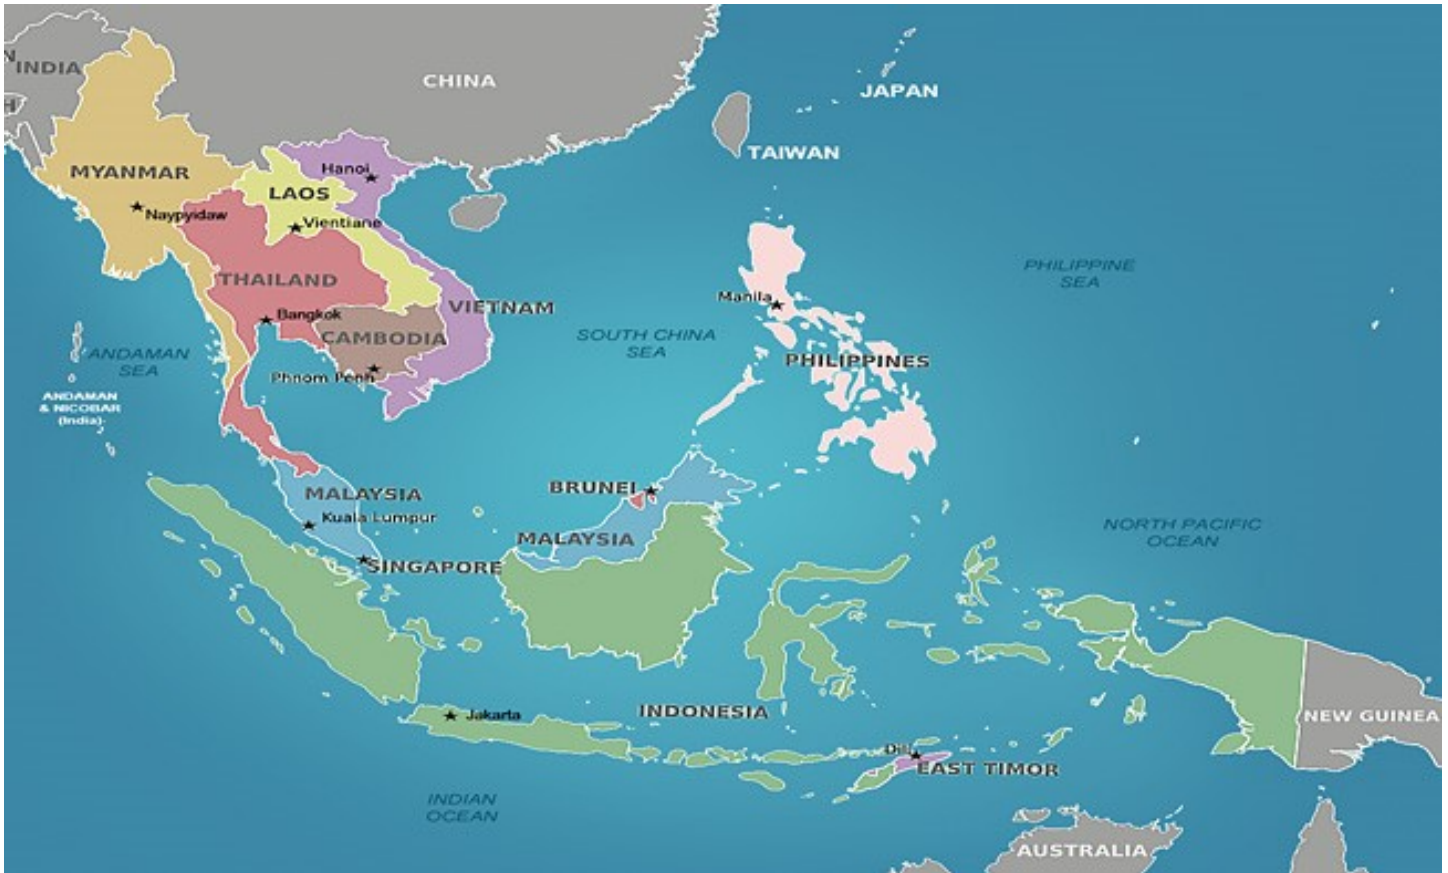 N
INDIA
H
CHINA
JAPAN
TAIWAN
MYANMAR
Naypyidaw
Hanoi
LAOS
Vientiane
THAILAND
Bangkok
VIETNAM
CAMBODIA
Phnom Penh
ANDAMAN
SEA
ANDAMAN
& NICOBAR
(India)
SOUTH CHINA
SEA
PHILIPPINE
SEA
Manila
PHILIPPINES
BRUNEI
MALAYSIA
Kuala Lumpur
MALAYSIA
SINGAPORE
NORTH PACIFIC
OCEAN
INDONESIA
Jakarta
NEW GUINEA
Dili
EAST TIMOR
INDIAN
OCEAN
AUSTRALIA